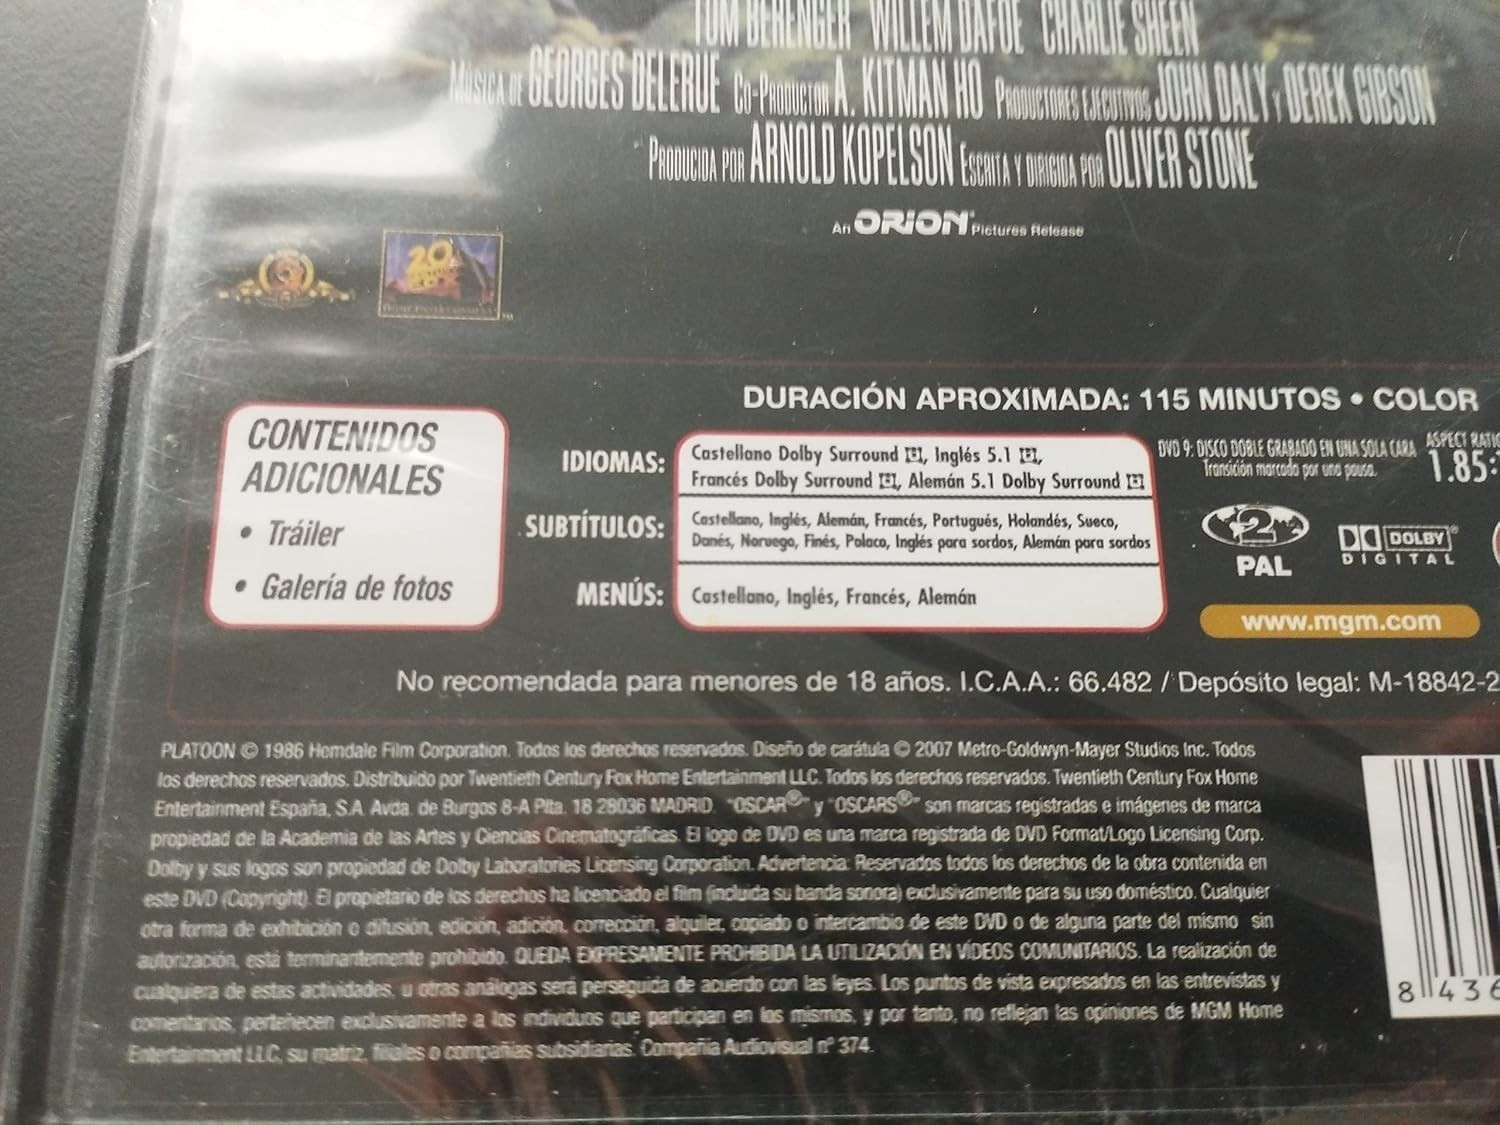 TOM BERENGER WILLEM DAFOE CHARLIE SHEEN
MÚSICA DE GEORGES DELERUE CO-PRODUCTOR A. KITMAN HO PRODUCTORES EJECUTIVOS JOHN DALY Y DEREK GIBSON
PRODUCIDA POR ARNOLD KOPELSON ESCRITA Y DIRIGIDA POR OLIVER STONE
An ORION Pictures Release
20
DURACIÓN APROXIMADA: 115 MINUTOS • COLOR
CONTENIDOS
ADICIONALES
• Tráiler
• Galería de fotos
IDIOMAS:
Castellano Dolby Surround, Inglés 5.1,
Francés Dolby Surround, Alemán 5.1 Dolby Surround
SUBTÍTULOS:
Castellano, Inglés, Alemán, Francés, Portugués, Holandés, Sueco,
Danés, Noruego, Finés, Polaco, Inglés para sordos, Alemán para sordos
MENÚS:
Castellano, Inglés, Francés, Alemán
DVD 9: DISCO DOBLE GRABADO EN UNA SOLA CARA
Transición marcada por una pausa.
ASPECT RATIO
1.85:
2
PAL
DOLBY
DIGITAL
www.mgm.com
No recomendada para menores de 18 años. I.C.A.A.: 66.482 / Depósito legal: M-18842-2
PLATOON © 1986 Hemdale Film Corporation. Todos los derechos reservados. Diseño de carátula © 2007 Metro-Goldwyn-Mayer Studios Inc. Todos
los derechos reservados. Distribuido por Twentieth Century Fox Home Entertainment LLC. Todos los derechos reservados. Twentieth Century Fox Home
Entertainment España, S.A. Avda. de Burgos 8-A Plta. 18 28036 MADRID. "OSCAR®" y "OSCARS®" son marcas registradas e imágenes de marca
propiedad de la Academia de las Artes y Ciencias Cinematográficas. El logo de DVD es una marca registrada de DVD Format/Logo Licensing Corp.
Dolby y sus logos son propiedad de Dolby Laboratories Licensing Corporation. Advertencia: Reservados todos los derechos de la obra contenida en
este DVD (Copyright). El propietario de los derechos ha licenciado el film (incluida su banda sonora) exclusivamente para su uso doméstico. Cualquier
otra forma de exhibición o difusión, edición, adición, corrección, alquiler, copiado o intercambio de este DVD o de alguna parte del mismo sin
autorización, está terminantemente prohibido. QUEDA EXPRESAMENTE PROHIBIDA LA UTILIZACIÓN EN VÍDEOS COMUNITARIOS. La realización de
cualquiera de estas actividades, u otras análogas será perseguida de acuerdo con las leyes. Los puntos de vista expresados en las entrevistas y
comentarios, pertenecen exclusivamente a los individuos que participan en los mismos, y por tanto, no reflejan las opiniones de MGM Home
Entertainment LLC, su matriz, filiales o compañías subsidiarias. Compañía Audiovisual nº 374.
8 436